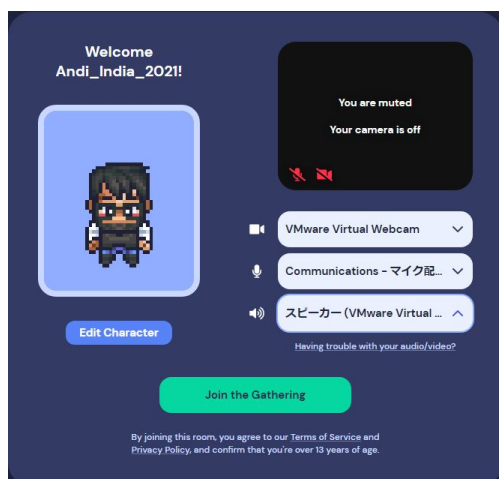 Welcome
Andi_India_2021!
You are muted
Your camera is off
VMware Virtual Webcam
Communications - マイク配...
スピーカー (VMware Virtual ...
Edit Character
Having trouble with your audio/video?
Join the Gathering
By joining this room, you agree to our Terms of Service and
Privacy Policy, and confirm that you're over 13 years of age.